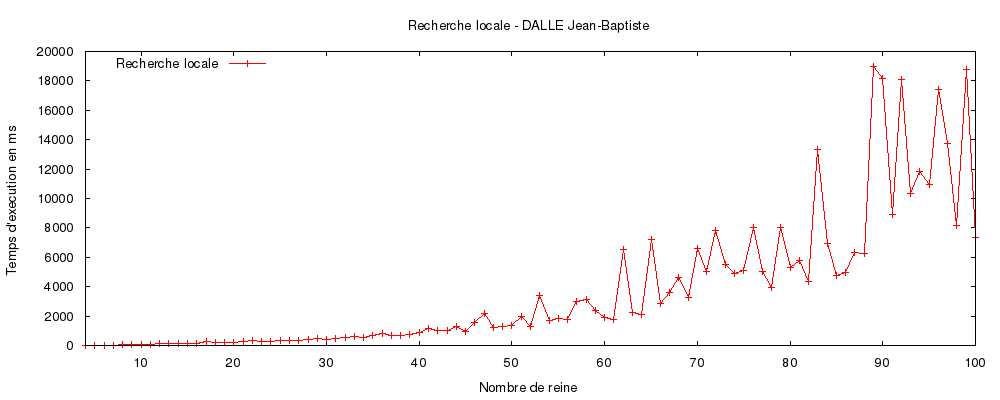 Recherche locale - DALLE Jean-Baptiste
Recherche locale
20000
18000
16000
14000
12000
10000
8000
6000
4000
2000
0
Temps d'execution en ms
10 20 30 40 50 60 70 80 90 100
Nombre de reine